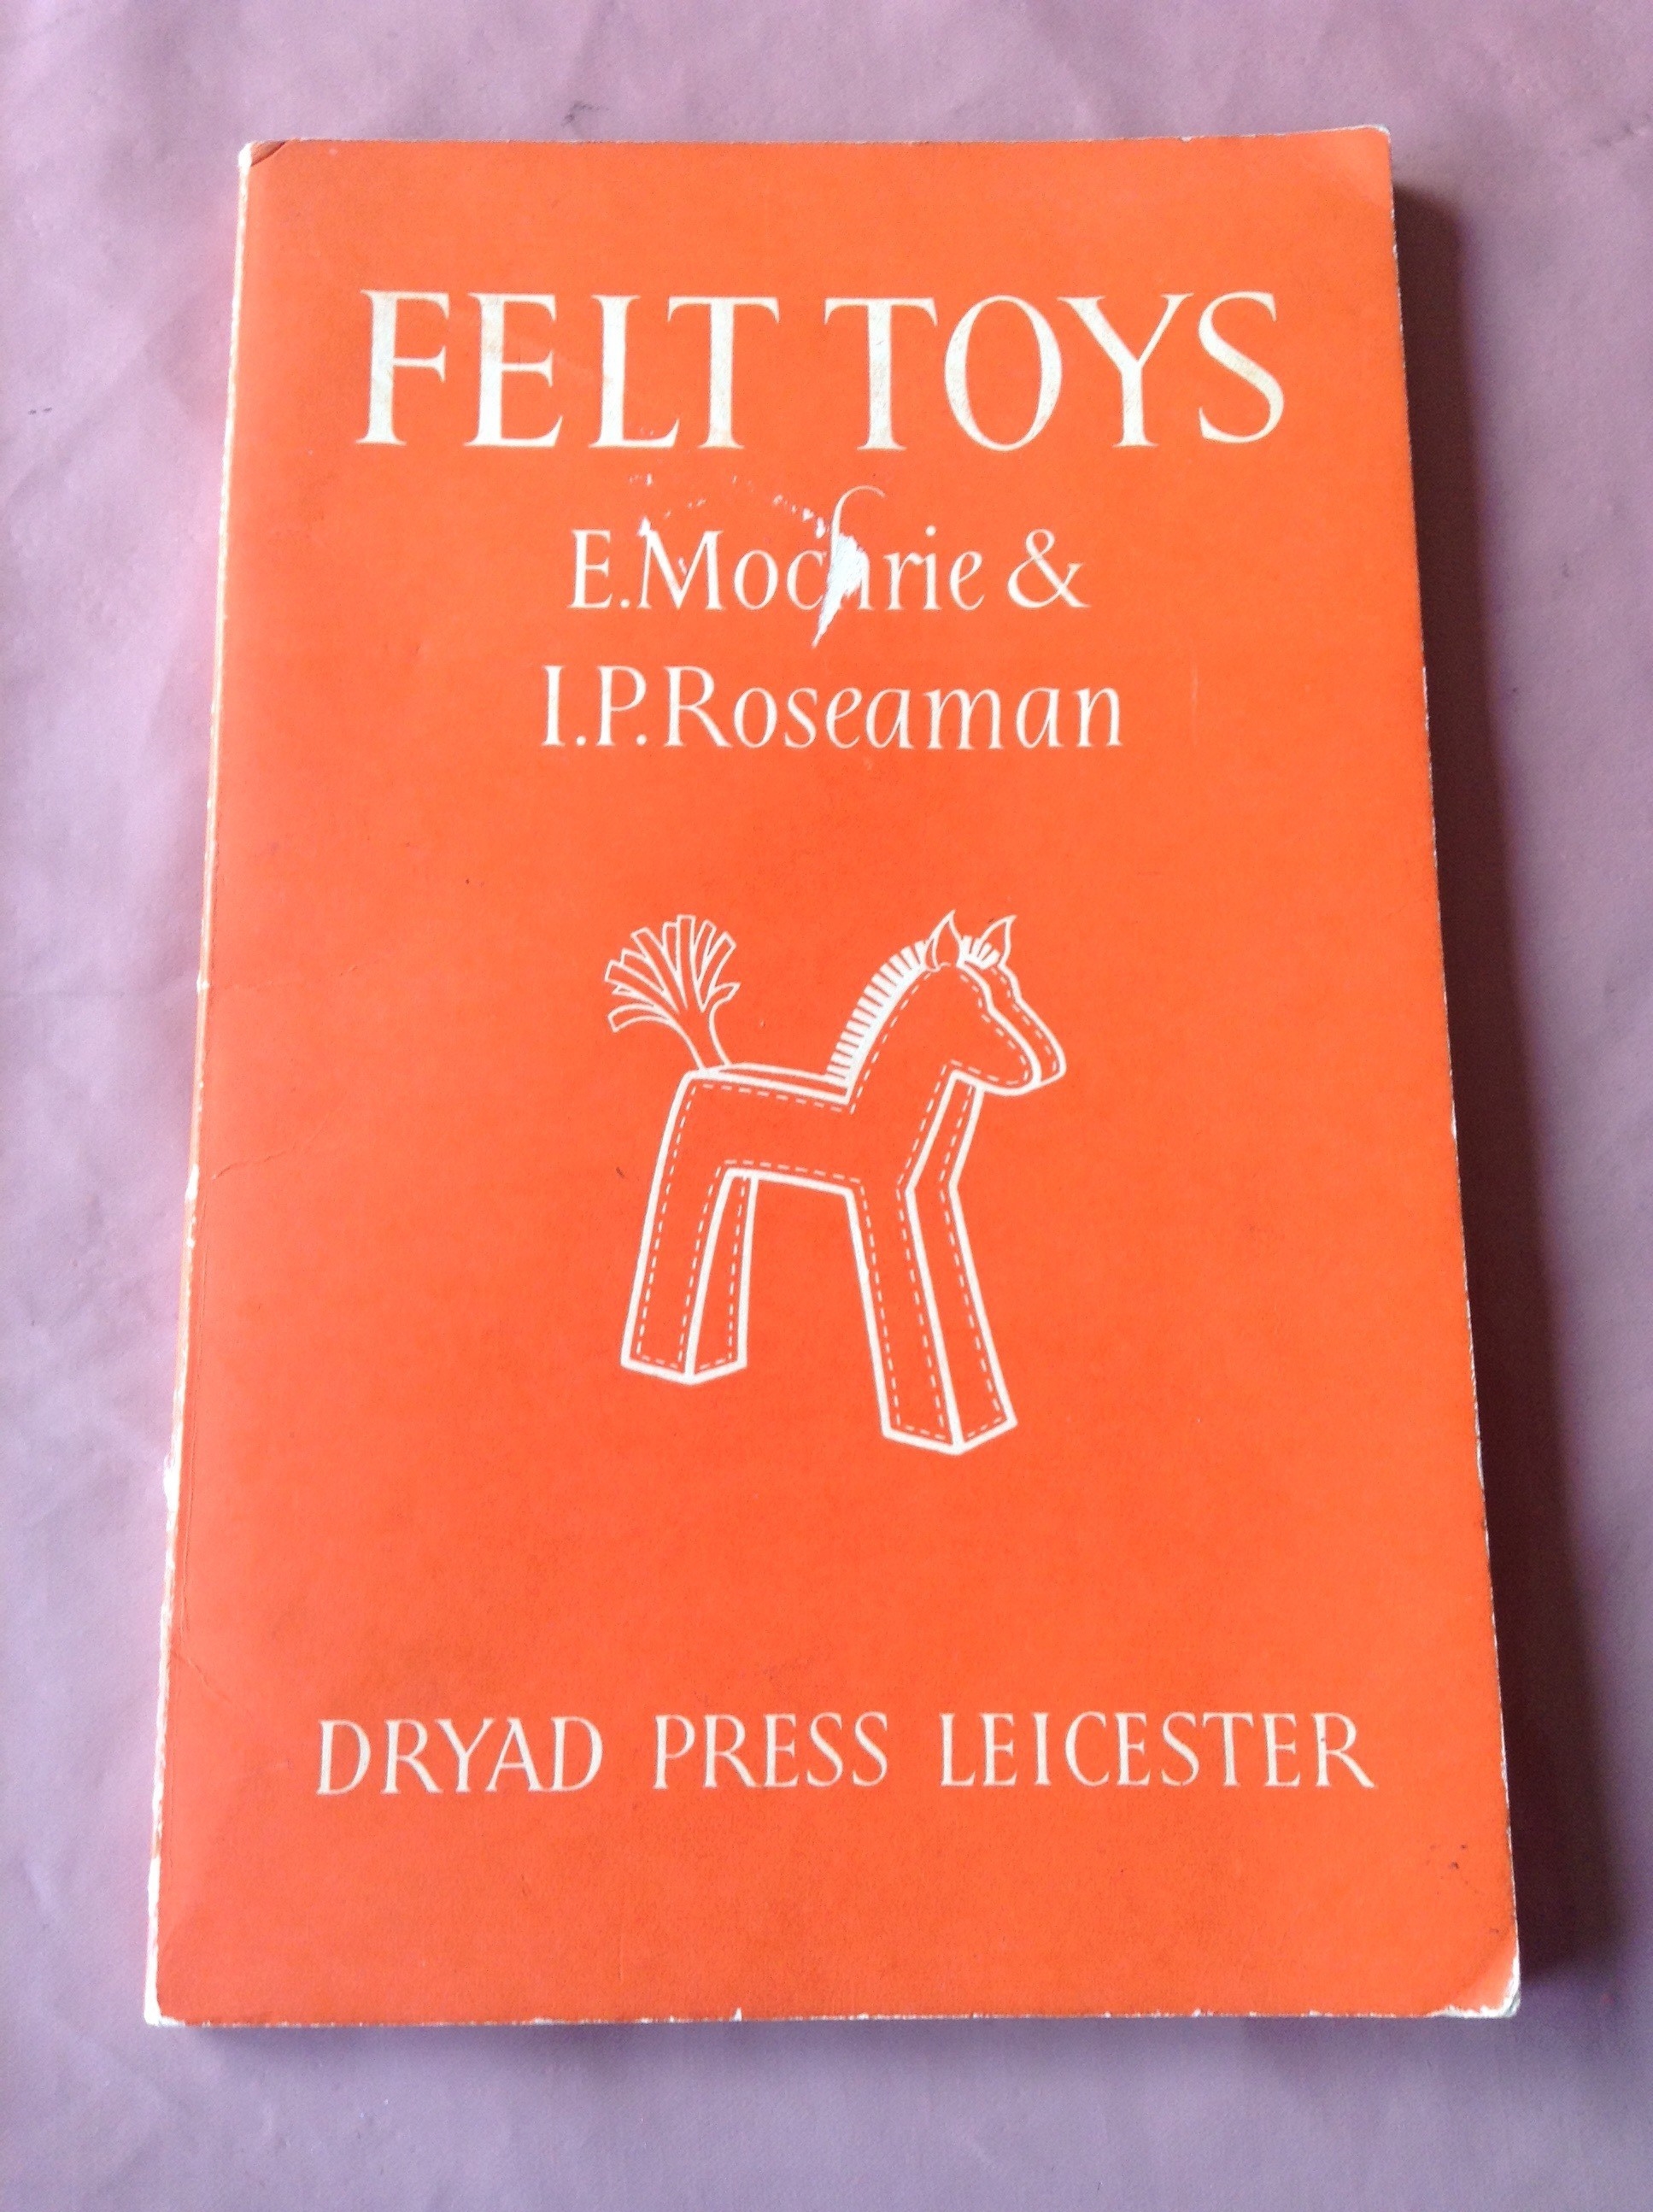 FELT TOYS
E. Mochrie &
I.P. Roseaman
DRYAD PRESS LEICESTER